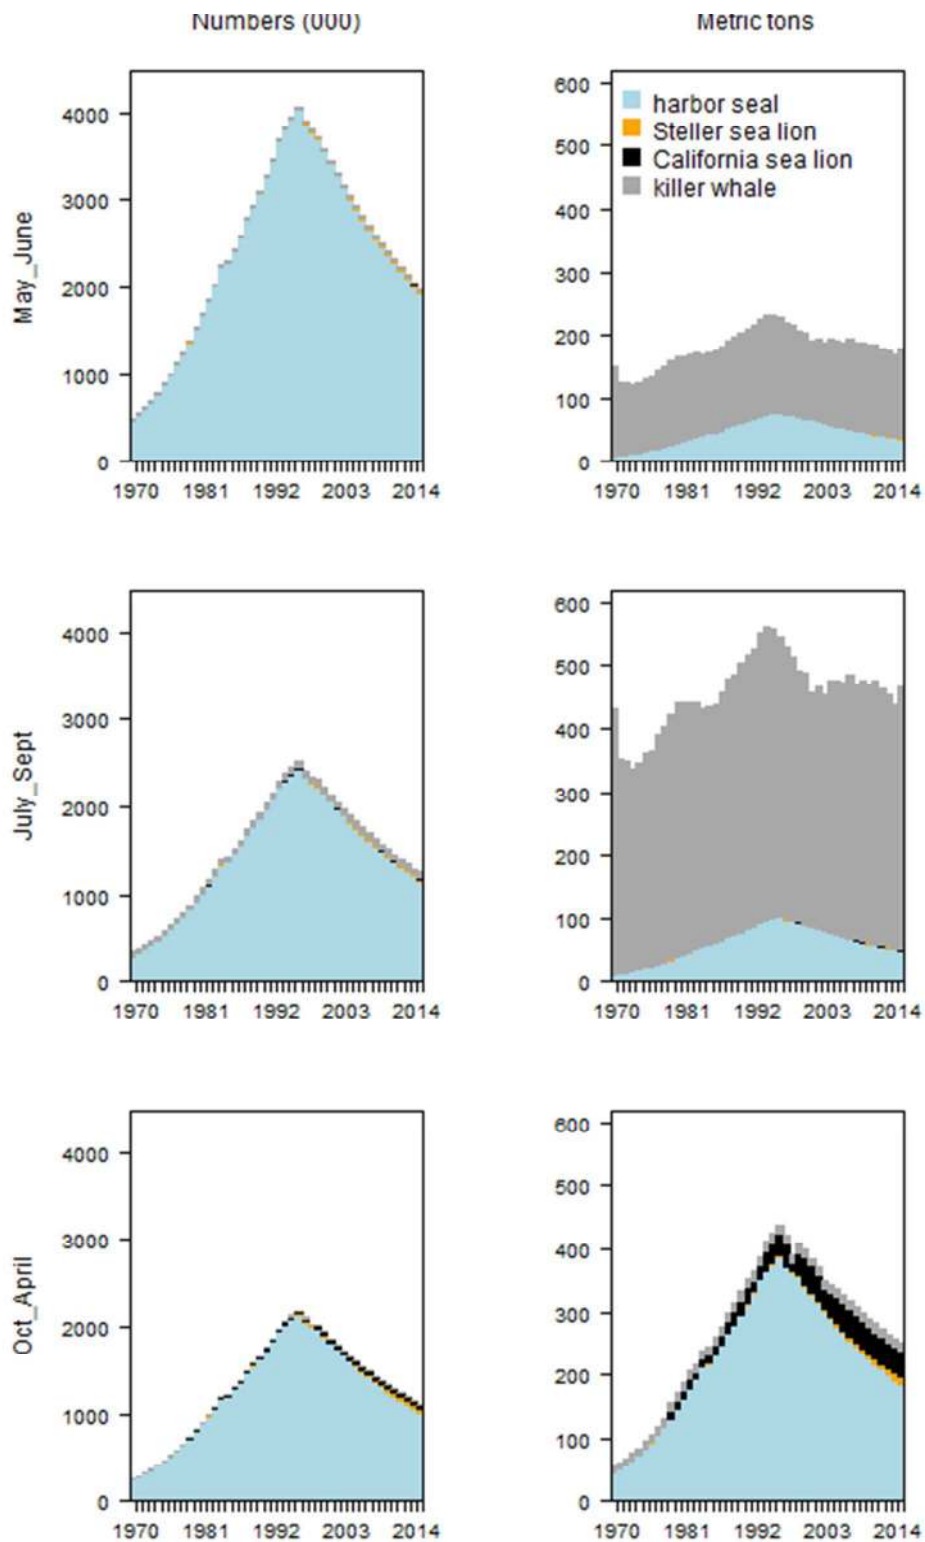 Numbers (000)
Metric tons
May_June
4000
3000
2000
1000
0
1970 1981 1992 2003 2014
600
500
400
300
200
100
0
harbor seal
Steller sea lion
California sea lion
killer whale
1970 1981 1992 2003 2014
July_Sept
4000
3000
2000
1000
0
1970 1981 1992 2003 2014
600
500
400
300
200
100
0
1970 1981 1992 2003 2014
Oct_April
4000
3000
2000
1000
0
1970 1981 1992 2003 2014
600
500
400
300
200
100
0
1970 1981 1992 2003 2014